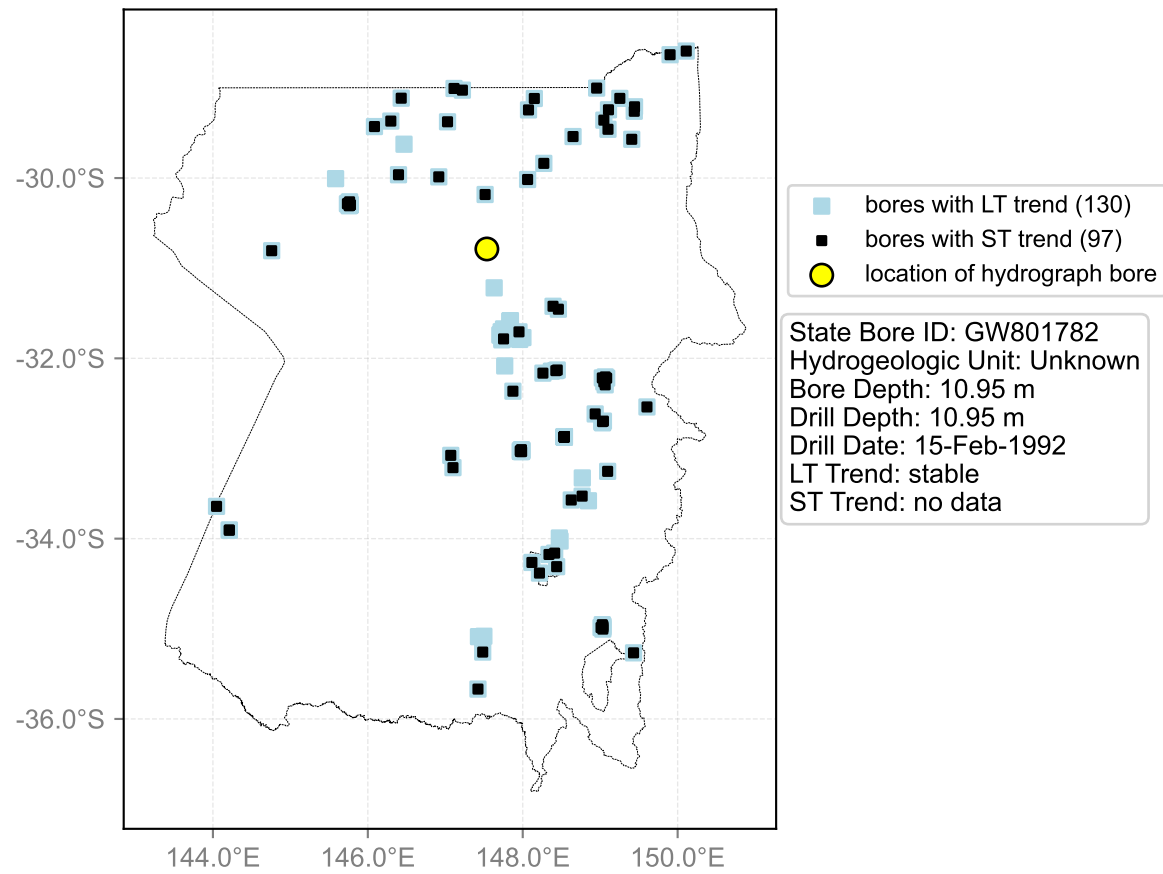 -30.0°S
-32.0°S
-34.0°S
-36.0°S
144.0°E 146.0°E 148.0°E 150.0°E
bores with LT trend (130)
bores with ST trend (97)
location of hydrograph bore
State Bore ID: GW801782
Hydrogeologic Unit: Unknown
Bore Depth: 10.95 m
Drill Depth: 10.95 m
Drill Date: 15-Feb-1992
LT Trend: stable
ST Trend: no data